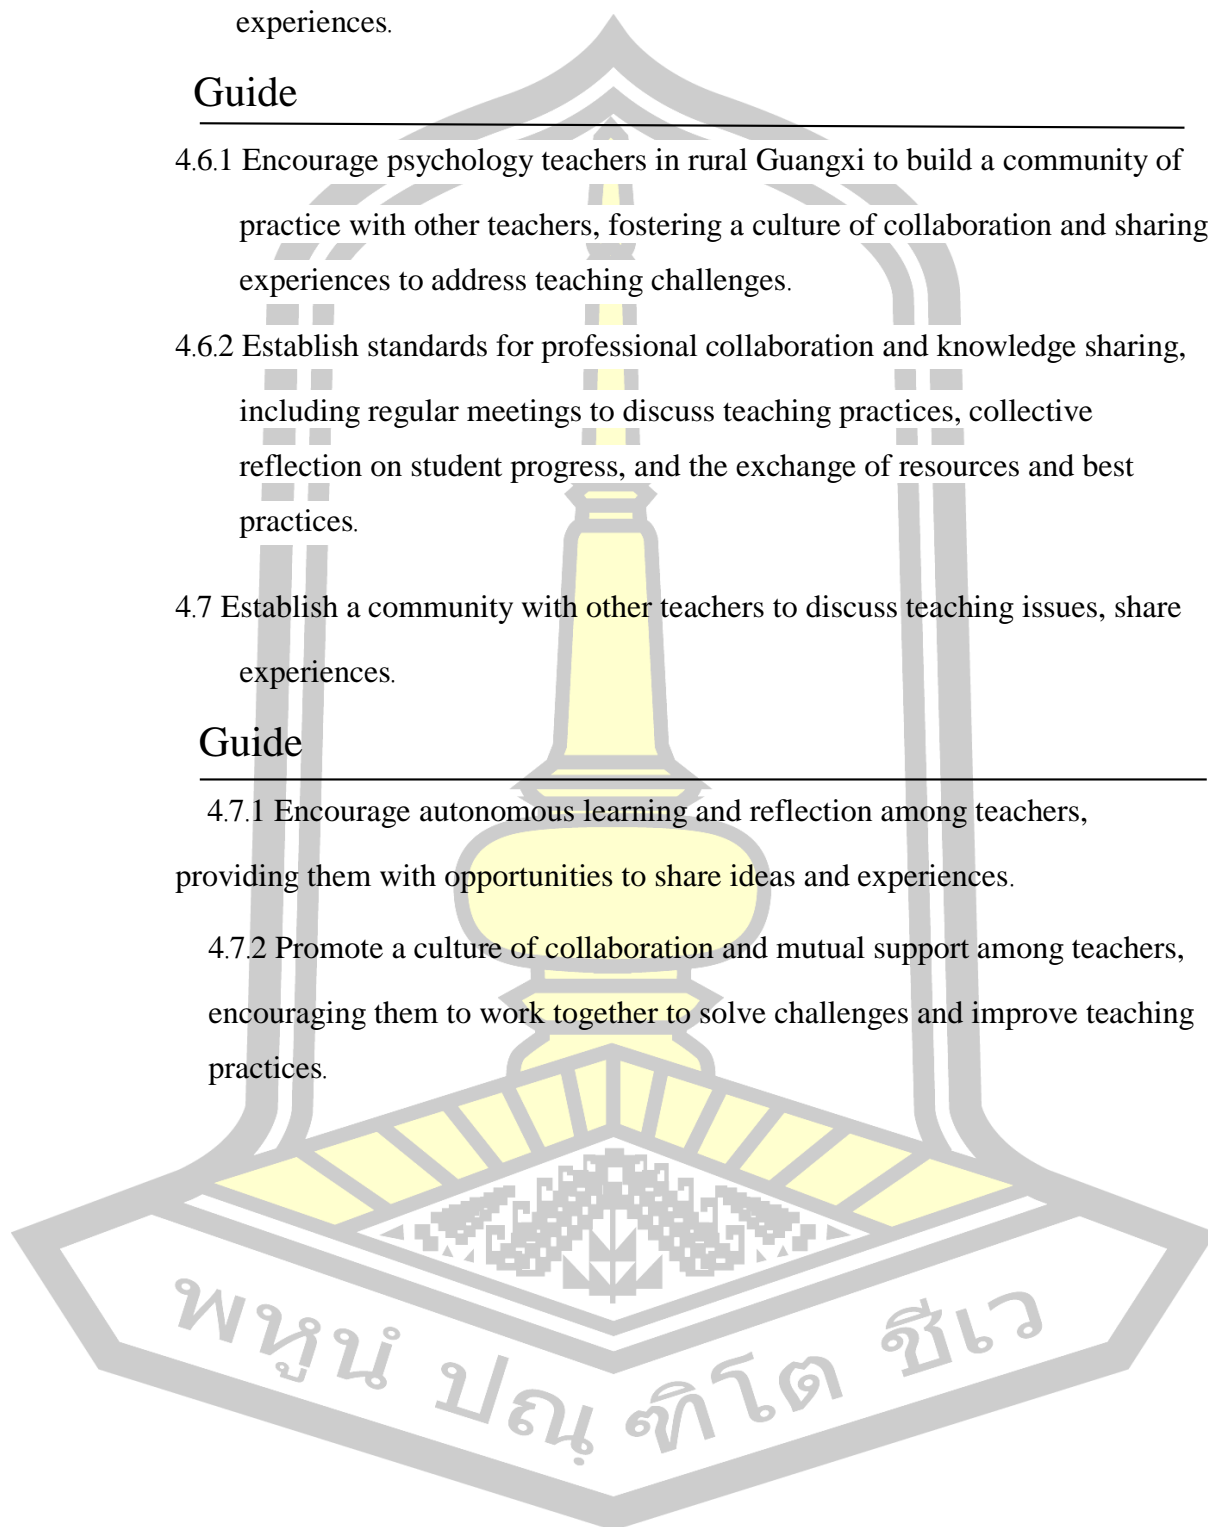 experiences.
Guide
4.6.1 Encourage psychology teachers in rural Guangxi to build a community of
practice with other teachers, fostering a culture of collaboration and sharing
experiences to address teaching challenges.
4.6.2 Establish standards for professional collaboration and knowledge sharing,
including regular meetings to discuss teaching practices, collective
reflection on student progress, and the exchange of resources and best
practices.
4.7 Establish a community with other teachers to discuss teaching issues, share
experiences.
Guide
4.7.1 Encourage autonomous learning and reflection among teachers,
providing them with opportunities to share ideas and experiences.
4.7.2 Promote a culture of collaboration and mutual support among teachers,
encouraging them to work together to solve challenges and improve teaching
practices.
พหูนํ ปณฺฑิโต ชีเว